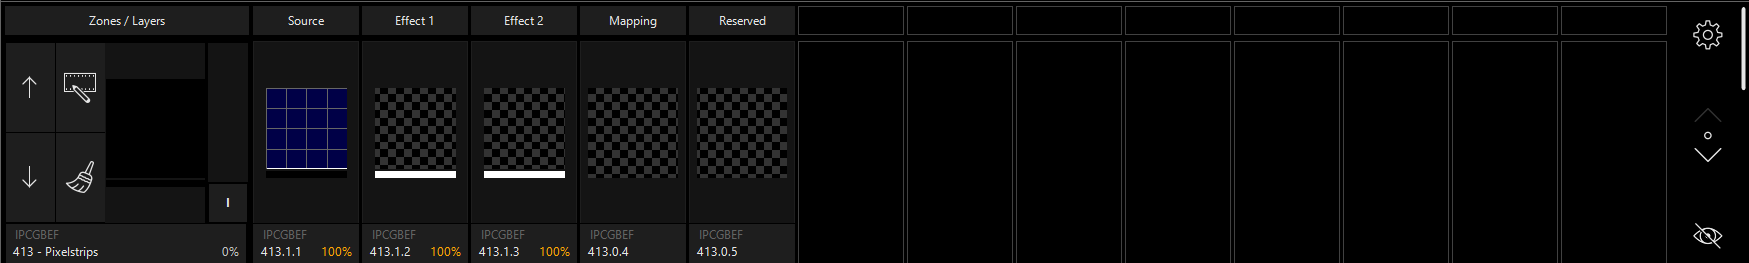 Zones / Layers
Source
Effect 1
Effect 2
Mapping
Reserved
I
IPCGBEF
413 - Pixelstrips 0%
IPCGBEF
413.1.1 100%
IPCGBEF
413.1.2 100%
IPCGBEF
413.1.3 100%
IPCGBEF
413.0.4
IPCGBEF
413.0.5